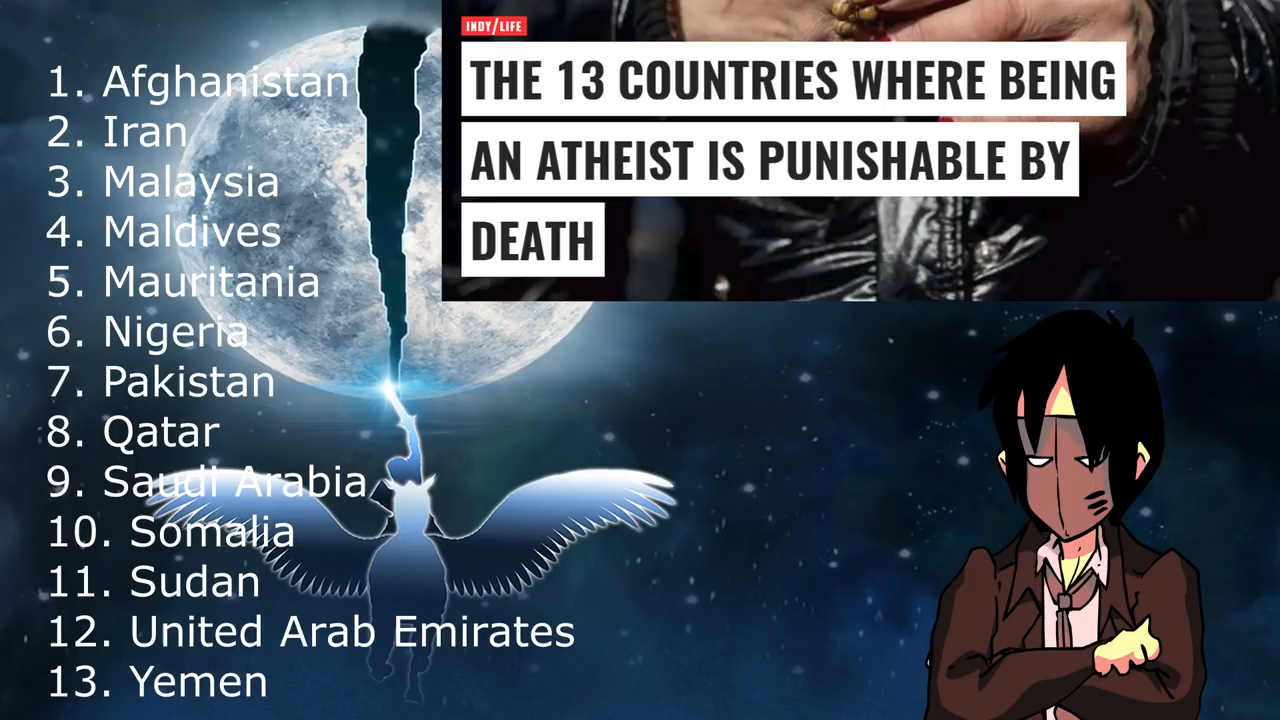 1. Afghanistan
2. Iran
3. Malaysia
4. Maldives
5. Mauritania
6. Nigeria
7. Pakistan
8. Qatar
9. Saudi Arabia
10. Somalia
11. Sudan
12. United Arab Emirates
13. Yemen
INDY/LIFE
THE 13 COUNTRIES WHERE BEING
AN ATHEIST IS PUNISHABLE BY
DEATH